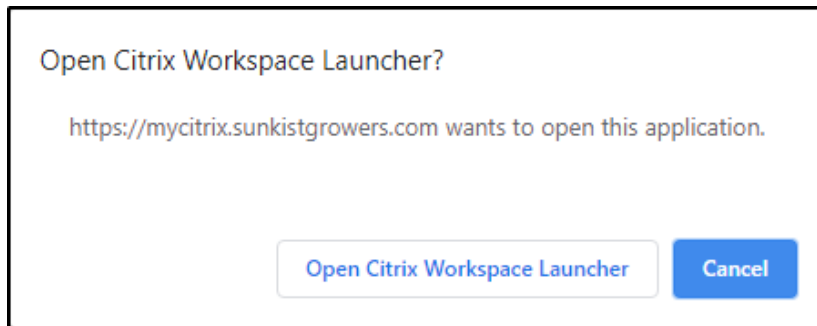 Open Citrix Workspace Launcher?
https://mycitrix.sunkistgrowers.com wants to open this application.
Open Citrix Workspace Launcher
Cancel